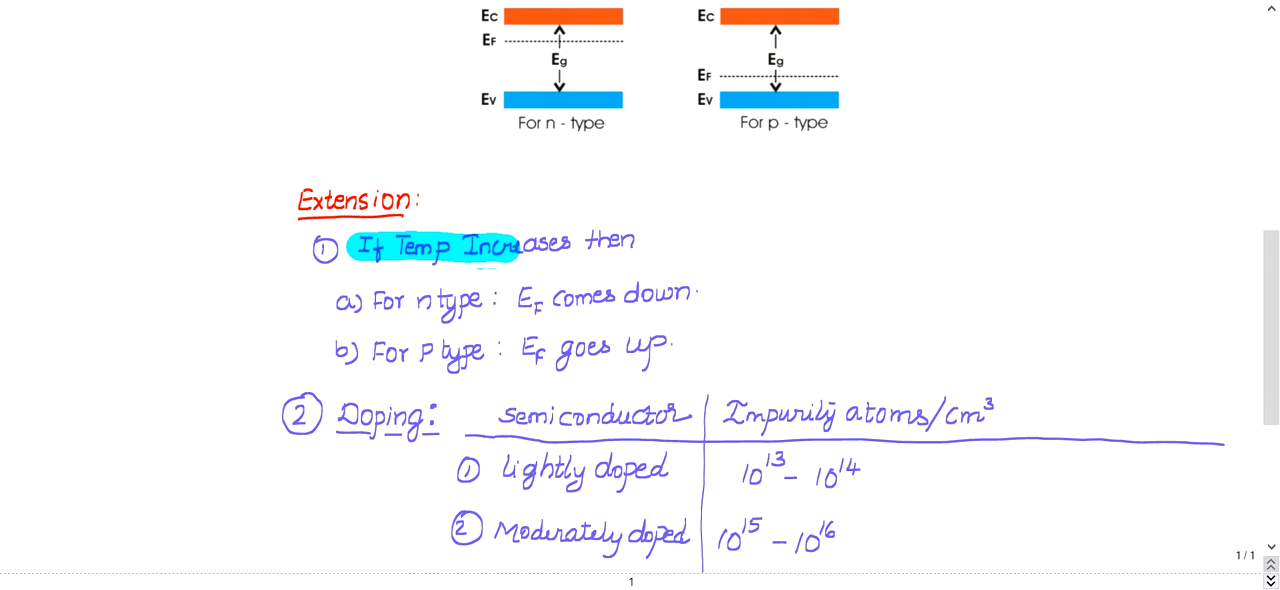 Ec Ec
EF
Eg Eg
EF
Ev Ev
For n - type For p - type
Extension:
① If Temp Increases then
a) For n type : EF comes down.
b) For P type : EF goes up.
② Doping: semiconductor Impurity atoms/cm³
① lightly doped 10¹³ - 10¹⁴
② Moderately doped 10¹⁵ - 10¹⁶
1 / 1
1